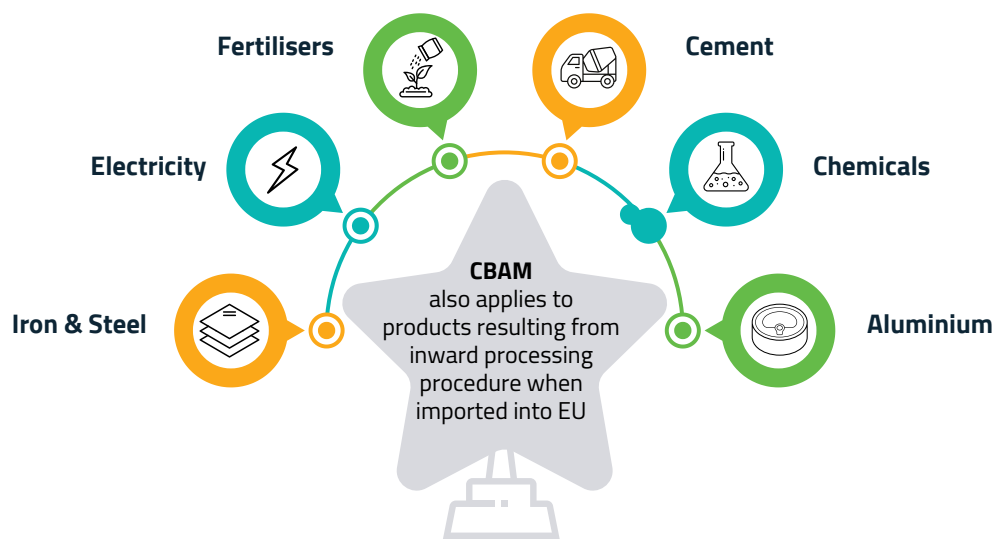 Fertilisers
Cement
Electricity
Chemicals
Iron & Steel
Aluminium
CBAM
also applies to
products resulting from
inward processing
procedure when
imported into EU